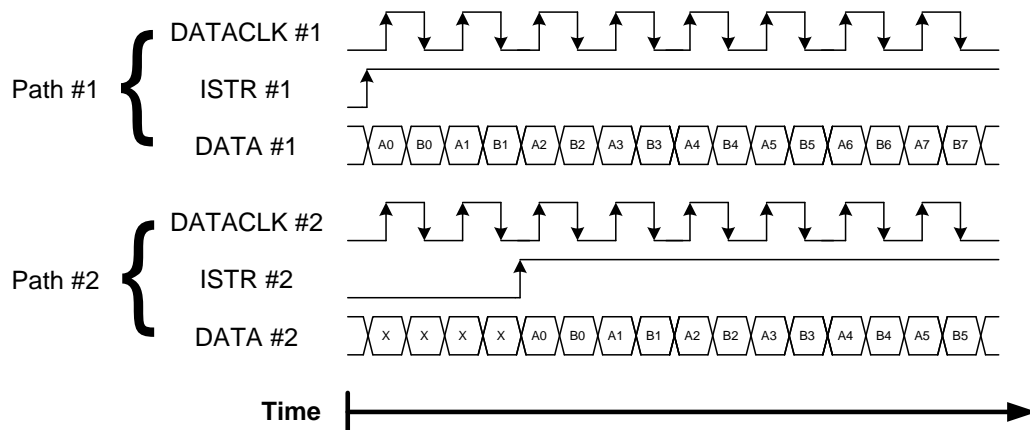 DATACLK #1
Path #1
ISTR #1
DATA #1
A0 B0 A1 B1 A2 B2 A3 B3 A4 B4 A5 B5 A6 B6 A7 B7
DATACLK #2
Path #2
ISTR #2
DATA #2
X X X X A0 B0 A1 B1 A2 B2 A3 B3 A4 B4 A5 B5
Time